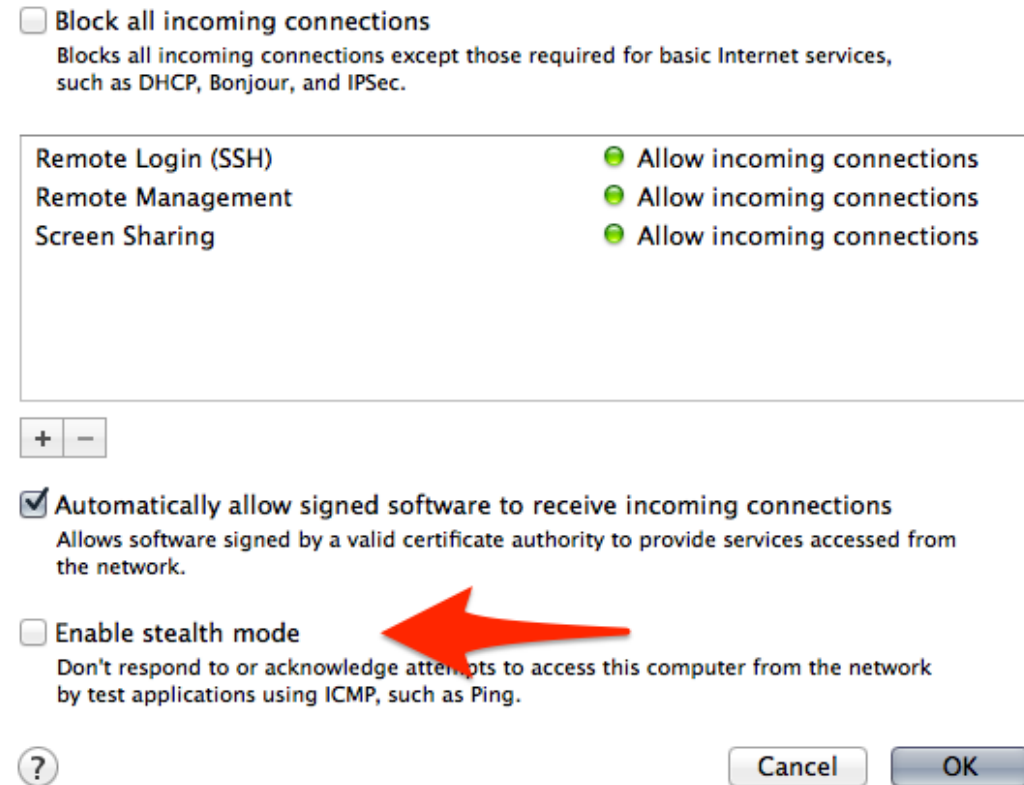 Block all incoming connections
Blocks all incoming connections except those required for basic Internet services,
such as DHCP, Bonjour, and IPSec.
Remote Login (SSH) Allow incoming connections
Remote Management Allow incoming connections
Screen Sharing Allow incoming connections
+ −
Automatically allow signed software to receive incoming connections
Allows software signed by a valid certificate authority to provide services accessed from
the network.
Enable stealth mode
Don't respond to or acknowledge attempts to access this computer from the network
by test applications using ICMP, such as Ping.
? Cancel OK